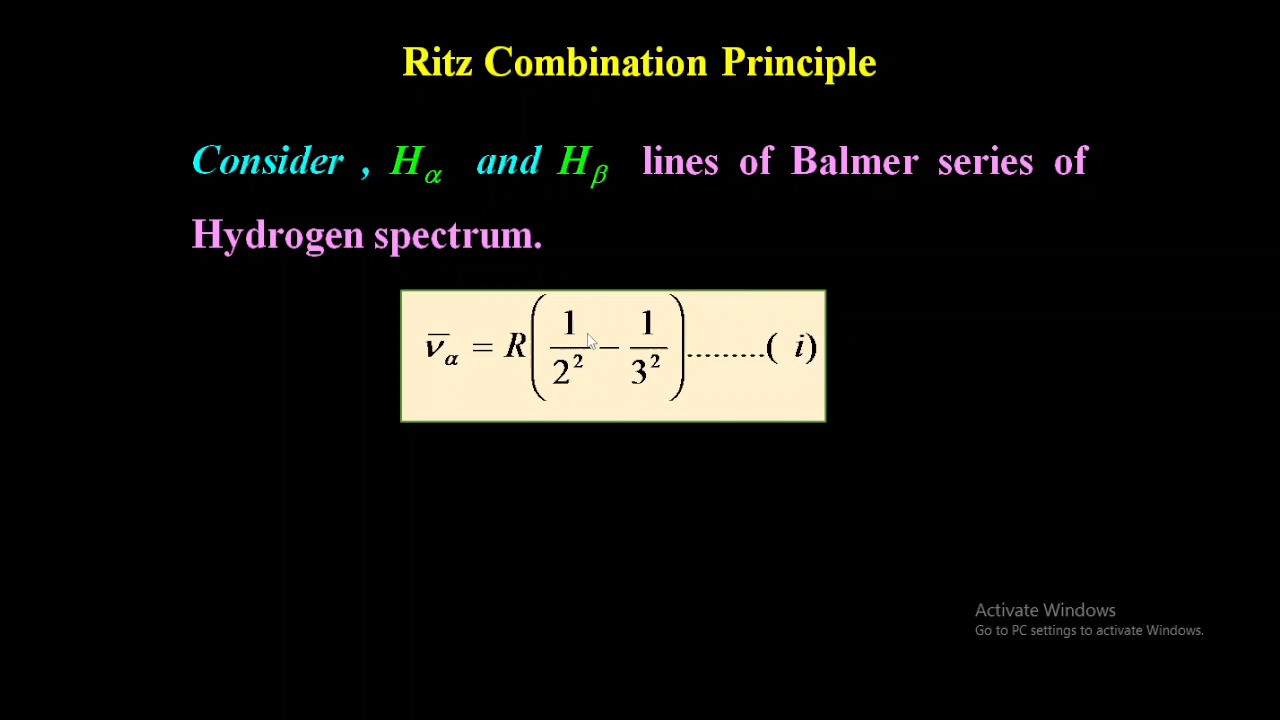 Ritz Combination Principle
Consider , Hα and Hβ lines of Balmer series of
Hydrogen spectrum.
ν̅α = R(1/2² − 1/3²).........( i)
Activate Windows
Go to PC settings to activate Windows.